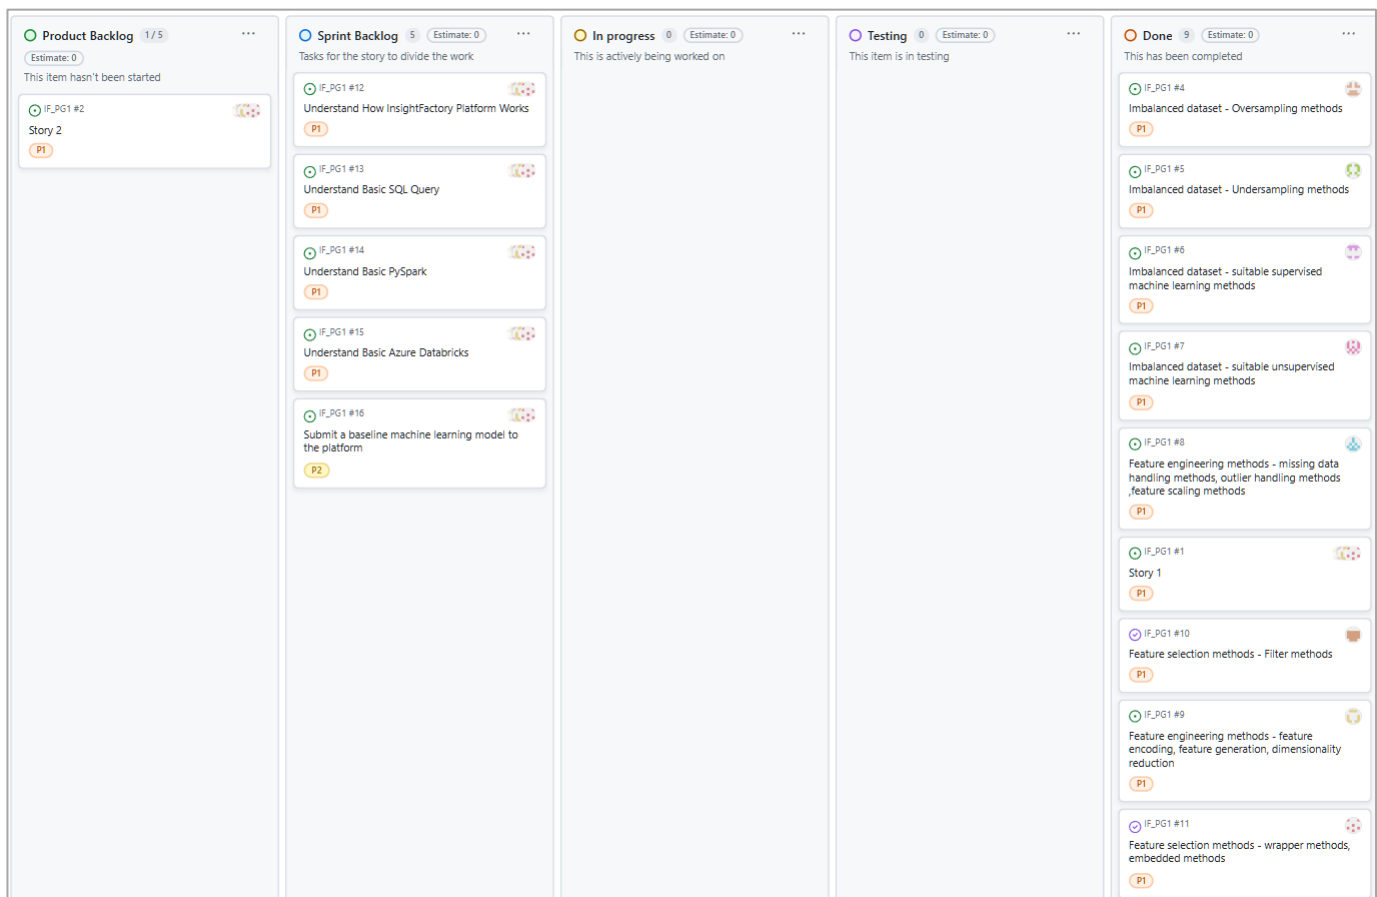 Product Backlog 1 / 5 ...
Estimate: 0
This item hasn't been started
IF_PG1 #2
Story 2
P1
Sprint Backlog 5 Estimate: 0 ...
Tasks for the story to divide the work
IF_PG1 #12
Understand How InsightFactory Platform Works
P1
IF_PG1 #13
Understand Basic SQL Query
P1
IF_PG1 #14
Understand Basic PySpark
P1
IF_PG1 #15
Understand Basic Azure Databricks
P1
IF_PG1 #16
Submit a baseline machine learning model to
the platform
P2
In progress 0 Estimate: 0 ...
This is actively being worked on
Testing 0 Estimate: 0 ...
This item is in testing
Done 9 Estimate: 0 ...
This has been completed
IF_PG1 #4
Imbalanced dataset - Oversampling methods
P1
IF_PG1 #5
Imbalanced dataset - Undersampling methods
P1
IF_PG1 #6
Imbalanced dataset - suitable supervised
machine learning methods
P1
IF_PG1 #7
Imbalanced dataset - suitable unsupervised
machine learning methods
P1
IF_PG1 #8
Feature engineering methods - missing data
handling methods, outlier handling methods
,feature scaling methods
P1
IF_PG1 #1
Story 1
P1
IF_PG1 #10
Feature selection methods - Filter methods
P1
IF_PG1 #9
Feature engineering methods - feature
encoding, feature generation, dimensionality
reduction
P1
IF_PG1 #11
Feature selection methods - wrapper methods,
embedded methods
P1